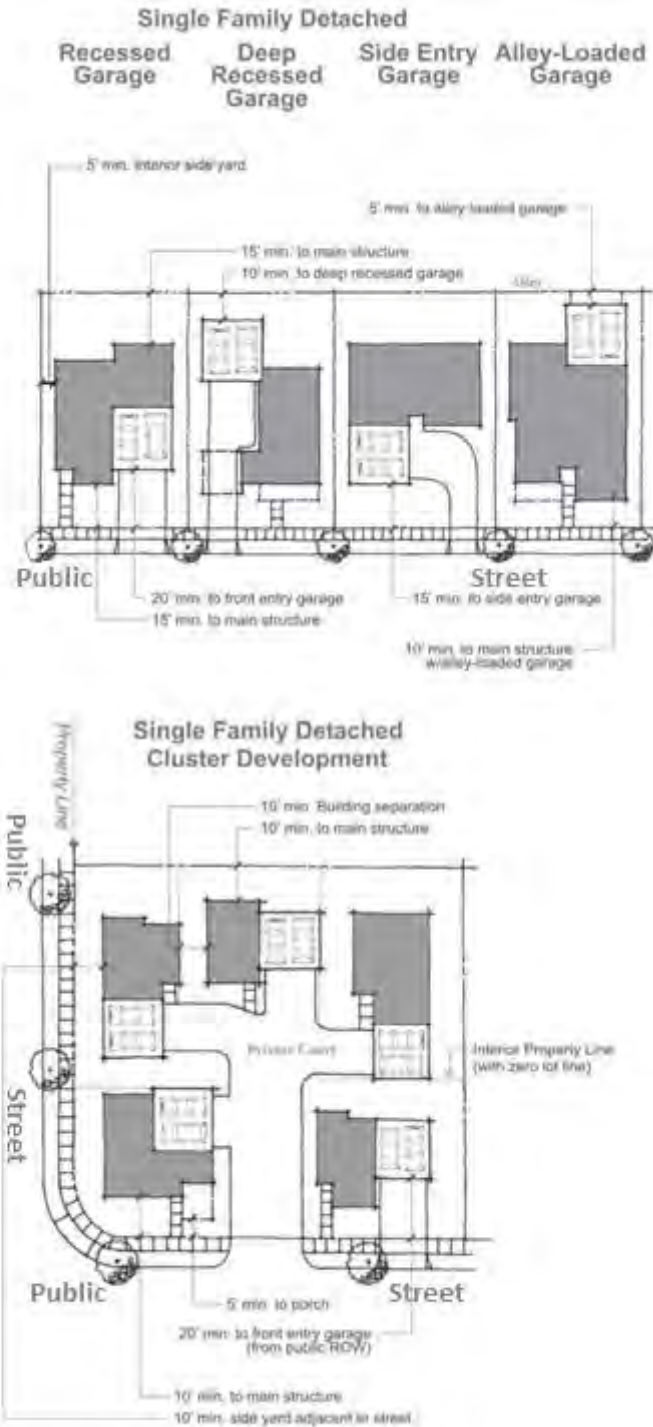 Single Family Detached
Recessed
Garage
Deep
Recessed
Garage
Side Entry
Garage
Alley-Loaded
Garage
5' min. interior side yard
5' min. to alley loaded garage
15' min. to main structure
10' min. to deep recessed garage
Alley
Public
Street
20' min. to front entry garage
15' min. to main structure
15' min. to side entry garage
10' min. to main structure
w/alley-loaded garage
Single Family Detached
Cluster Development
Property Line
Public
10' min. Building separation
10' min. to main structure
Private Court
Interior Property Line
(with zero lot line)
Street
Public
Street
5' min. to porch
20' min. to front entry garage
(from public ROW)
10' min. to main structure
10' min. side yard adjacent to street